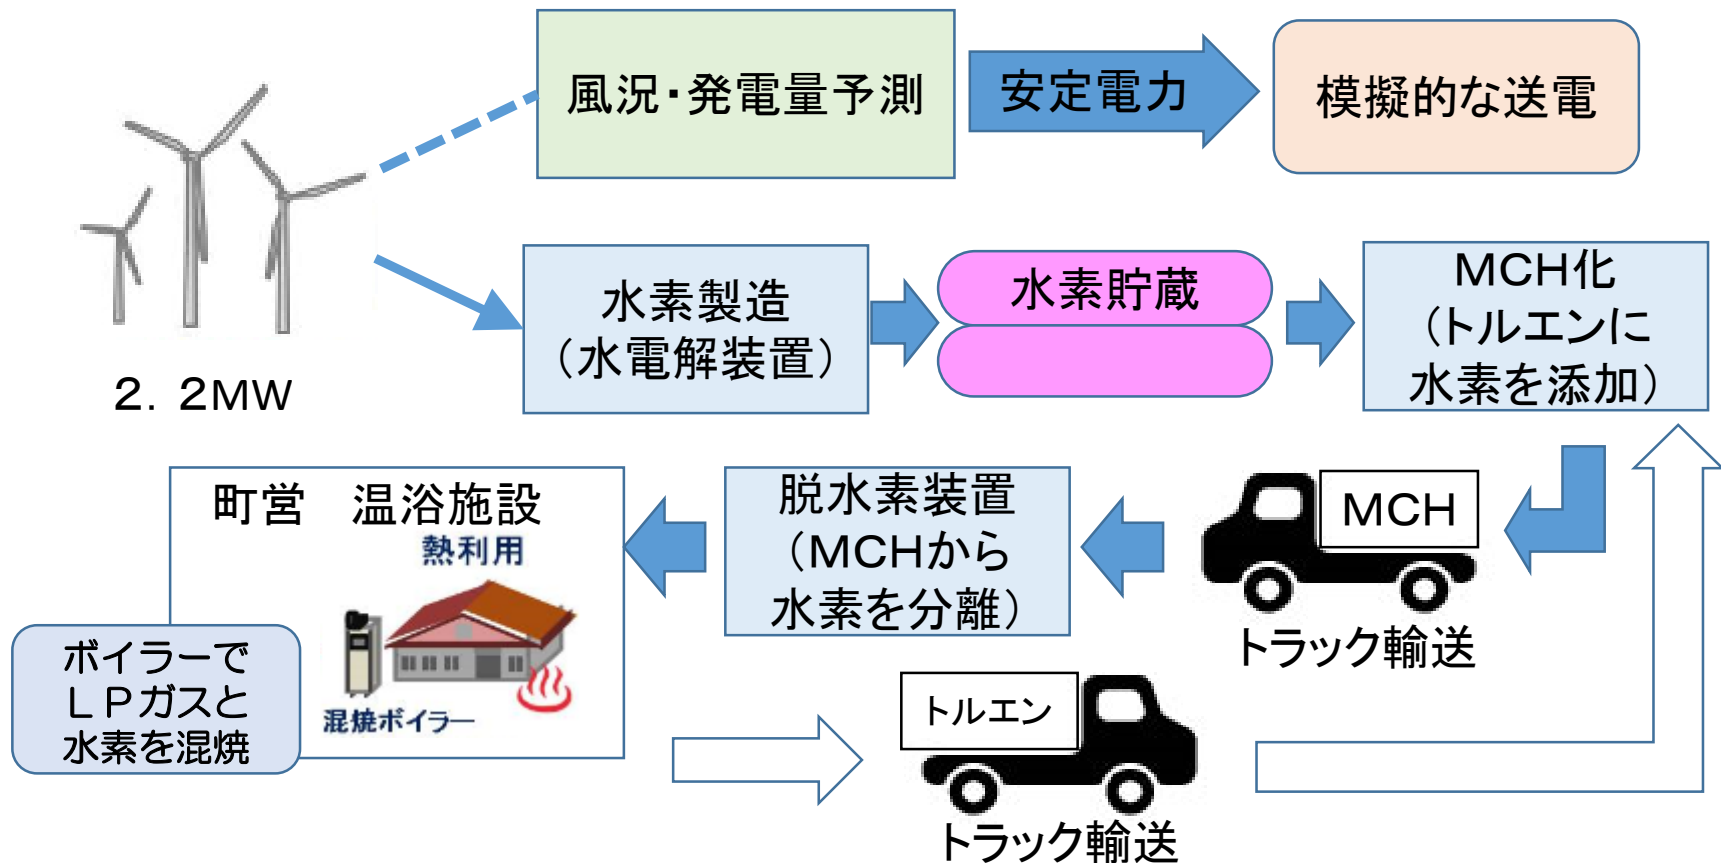 風況・発電量予測
安定電力
模擬的な送電
2．2MW
水素製造
（水電解装置）
水素貯蔵
MCH化
（トルエンに
水素を添加）
町営　温浴施設
熱利用
混焼ボイラー
ボイラーで
ＬＰガスと
水素を混焼
脱水素装置
（MCHから
水素を分離）
MCH
トラック輸送
トルエン
トラック輸送